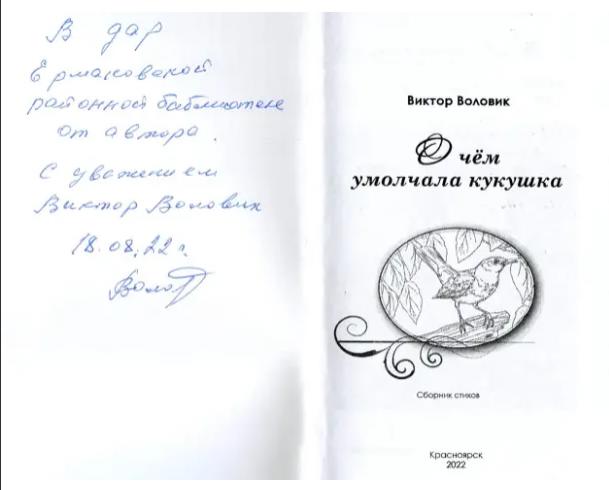 В дар
Ермаковской
районной библиотеке
от автора.
С уважением
Виктор Воловик
18.08.22 г.
Виктор Воловик
О чём
умолчала кукушка
Сборник стихов
Красноярск
2022